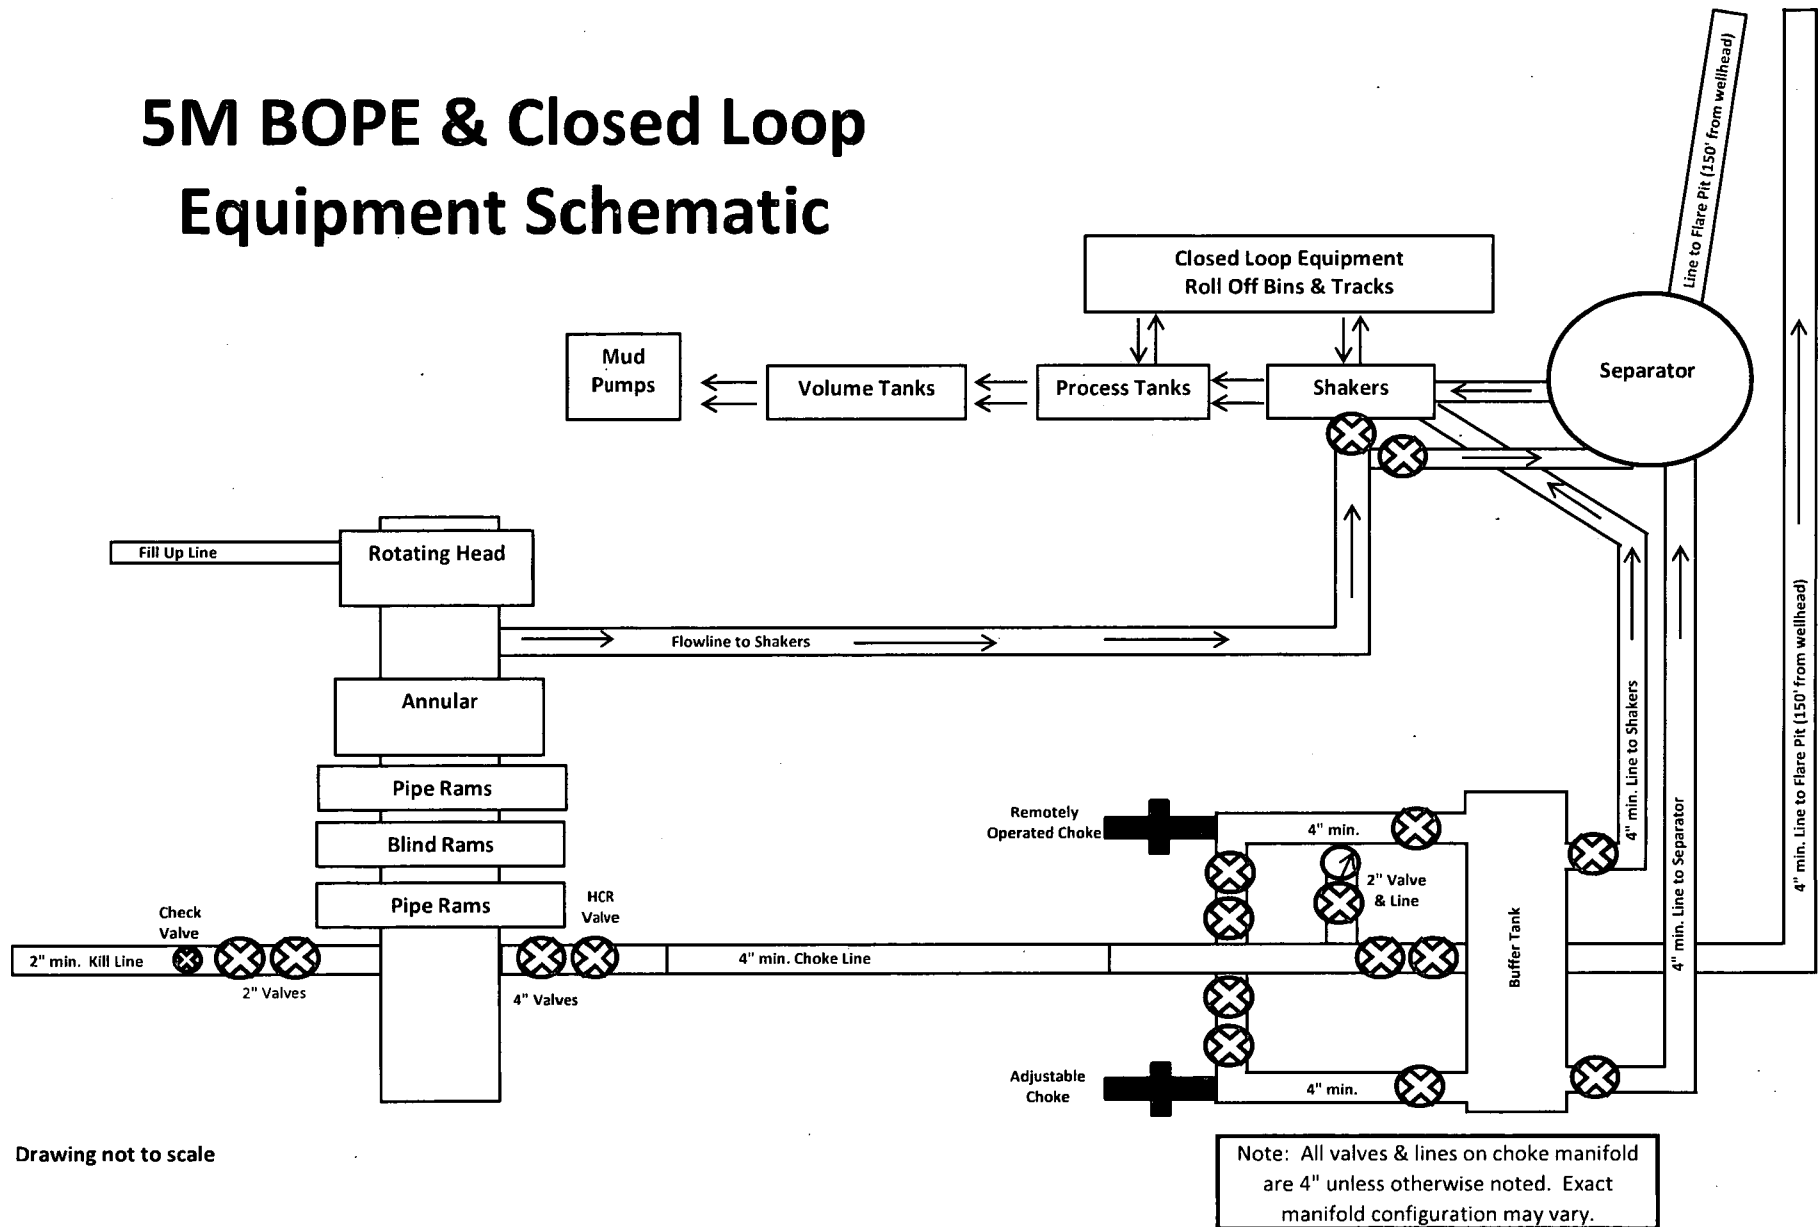 5M BOPE & Closed Loop
Equipment Schematic
Line to Flare Pit (150' from wellhead)
Closed Loop Equipment
Roll Off Bins & Tracks
Mud
Pumps
Volume Tanks
Process Tanks
Shakers
Separator
Fill Up Line
Rotating Head
Flowline to Shakers
Annular
Pipe Rams
Blind Rams
Pipe Rams
HCR
Valve
Check
Valve
2" min. Kill Line
2" Valves
4" Valves
4" min. Choke Line
Remotely
Operated Choke
4" min.
2" Valve
& Line
Adjustable
Choke
4" min.
Buffer Tank
4" min. Line to Shakers
4" min. Line to Separator
4" min. Line to Flare Pit (150' from wellhead)
Drawing not to scale
Note: All valves & lines on choke manifold
are 4" unless otherwise noted. Exact
manifold configuration may vary.